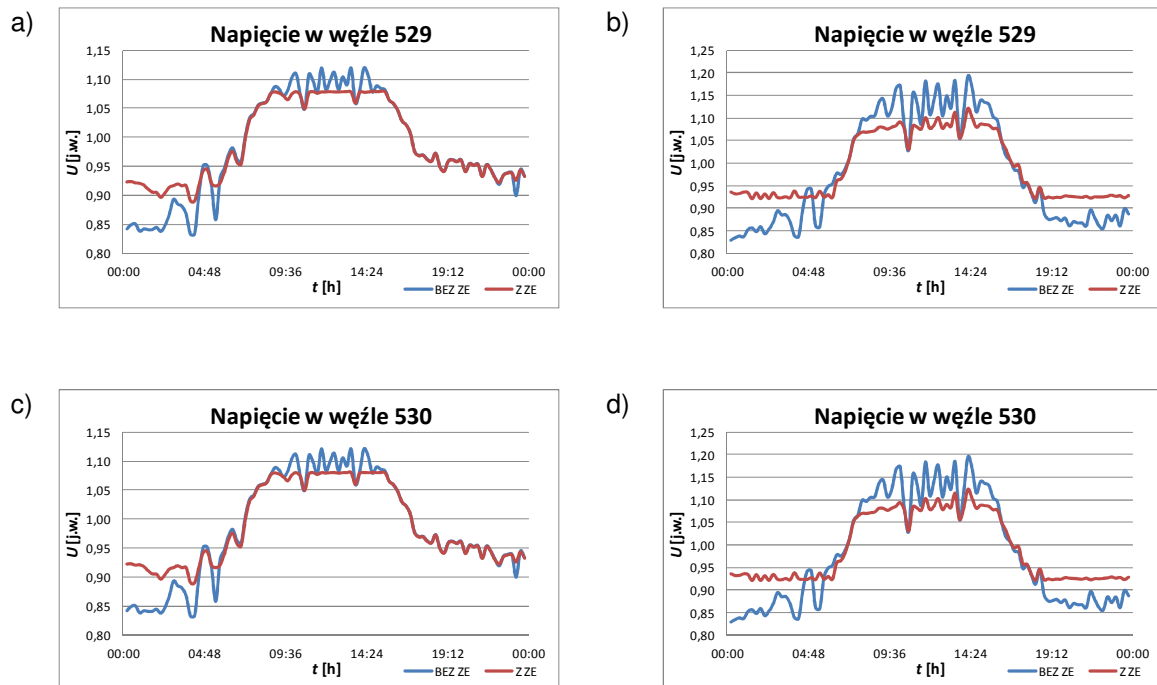 a)
Napięcie w węźle 529
1,15
1,10
1,05
1,00
0,95
0,90
0,85
0,80
U [j.w.]
00:00 04:48 09:36 14:24 19:12 00:00
t [h]
BEZ ZE Z ZE
b)
Napięcie w węźle 529
1,25
1,20
1,15
1,10
1,05
1,00
0,95
0,90
0,85
0,80
U [j.w.]
00:00 04:48 09:36 14:24 19:12 00:00
t [h]
BEZ ZE Z ZE
c)
Napięcie w węźle 530
1,15
1,10
1,05
1,00
0,95
0,90
0,85
0,80
U [j.w.]
00:00 04:48 09:36 14:24 19:12 00:00
t [h]
BEZ ZE Z ZE
d)
Napięcie w węźle 530
1,25
1,20
1,15
1,10
1,05
1,00
0,95
0,90
0,85
0,80
U [j.w.]
00:00 04:48 09:36 14:24 19:12 00:00
t [h]
BEZ ZE Z ZE